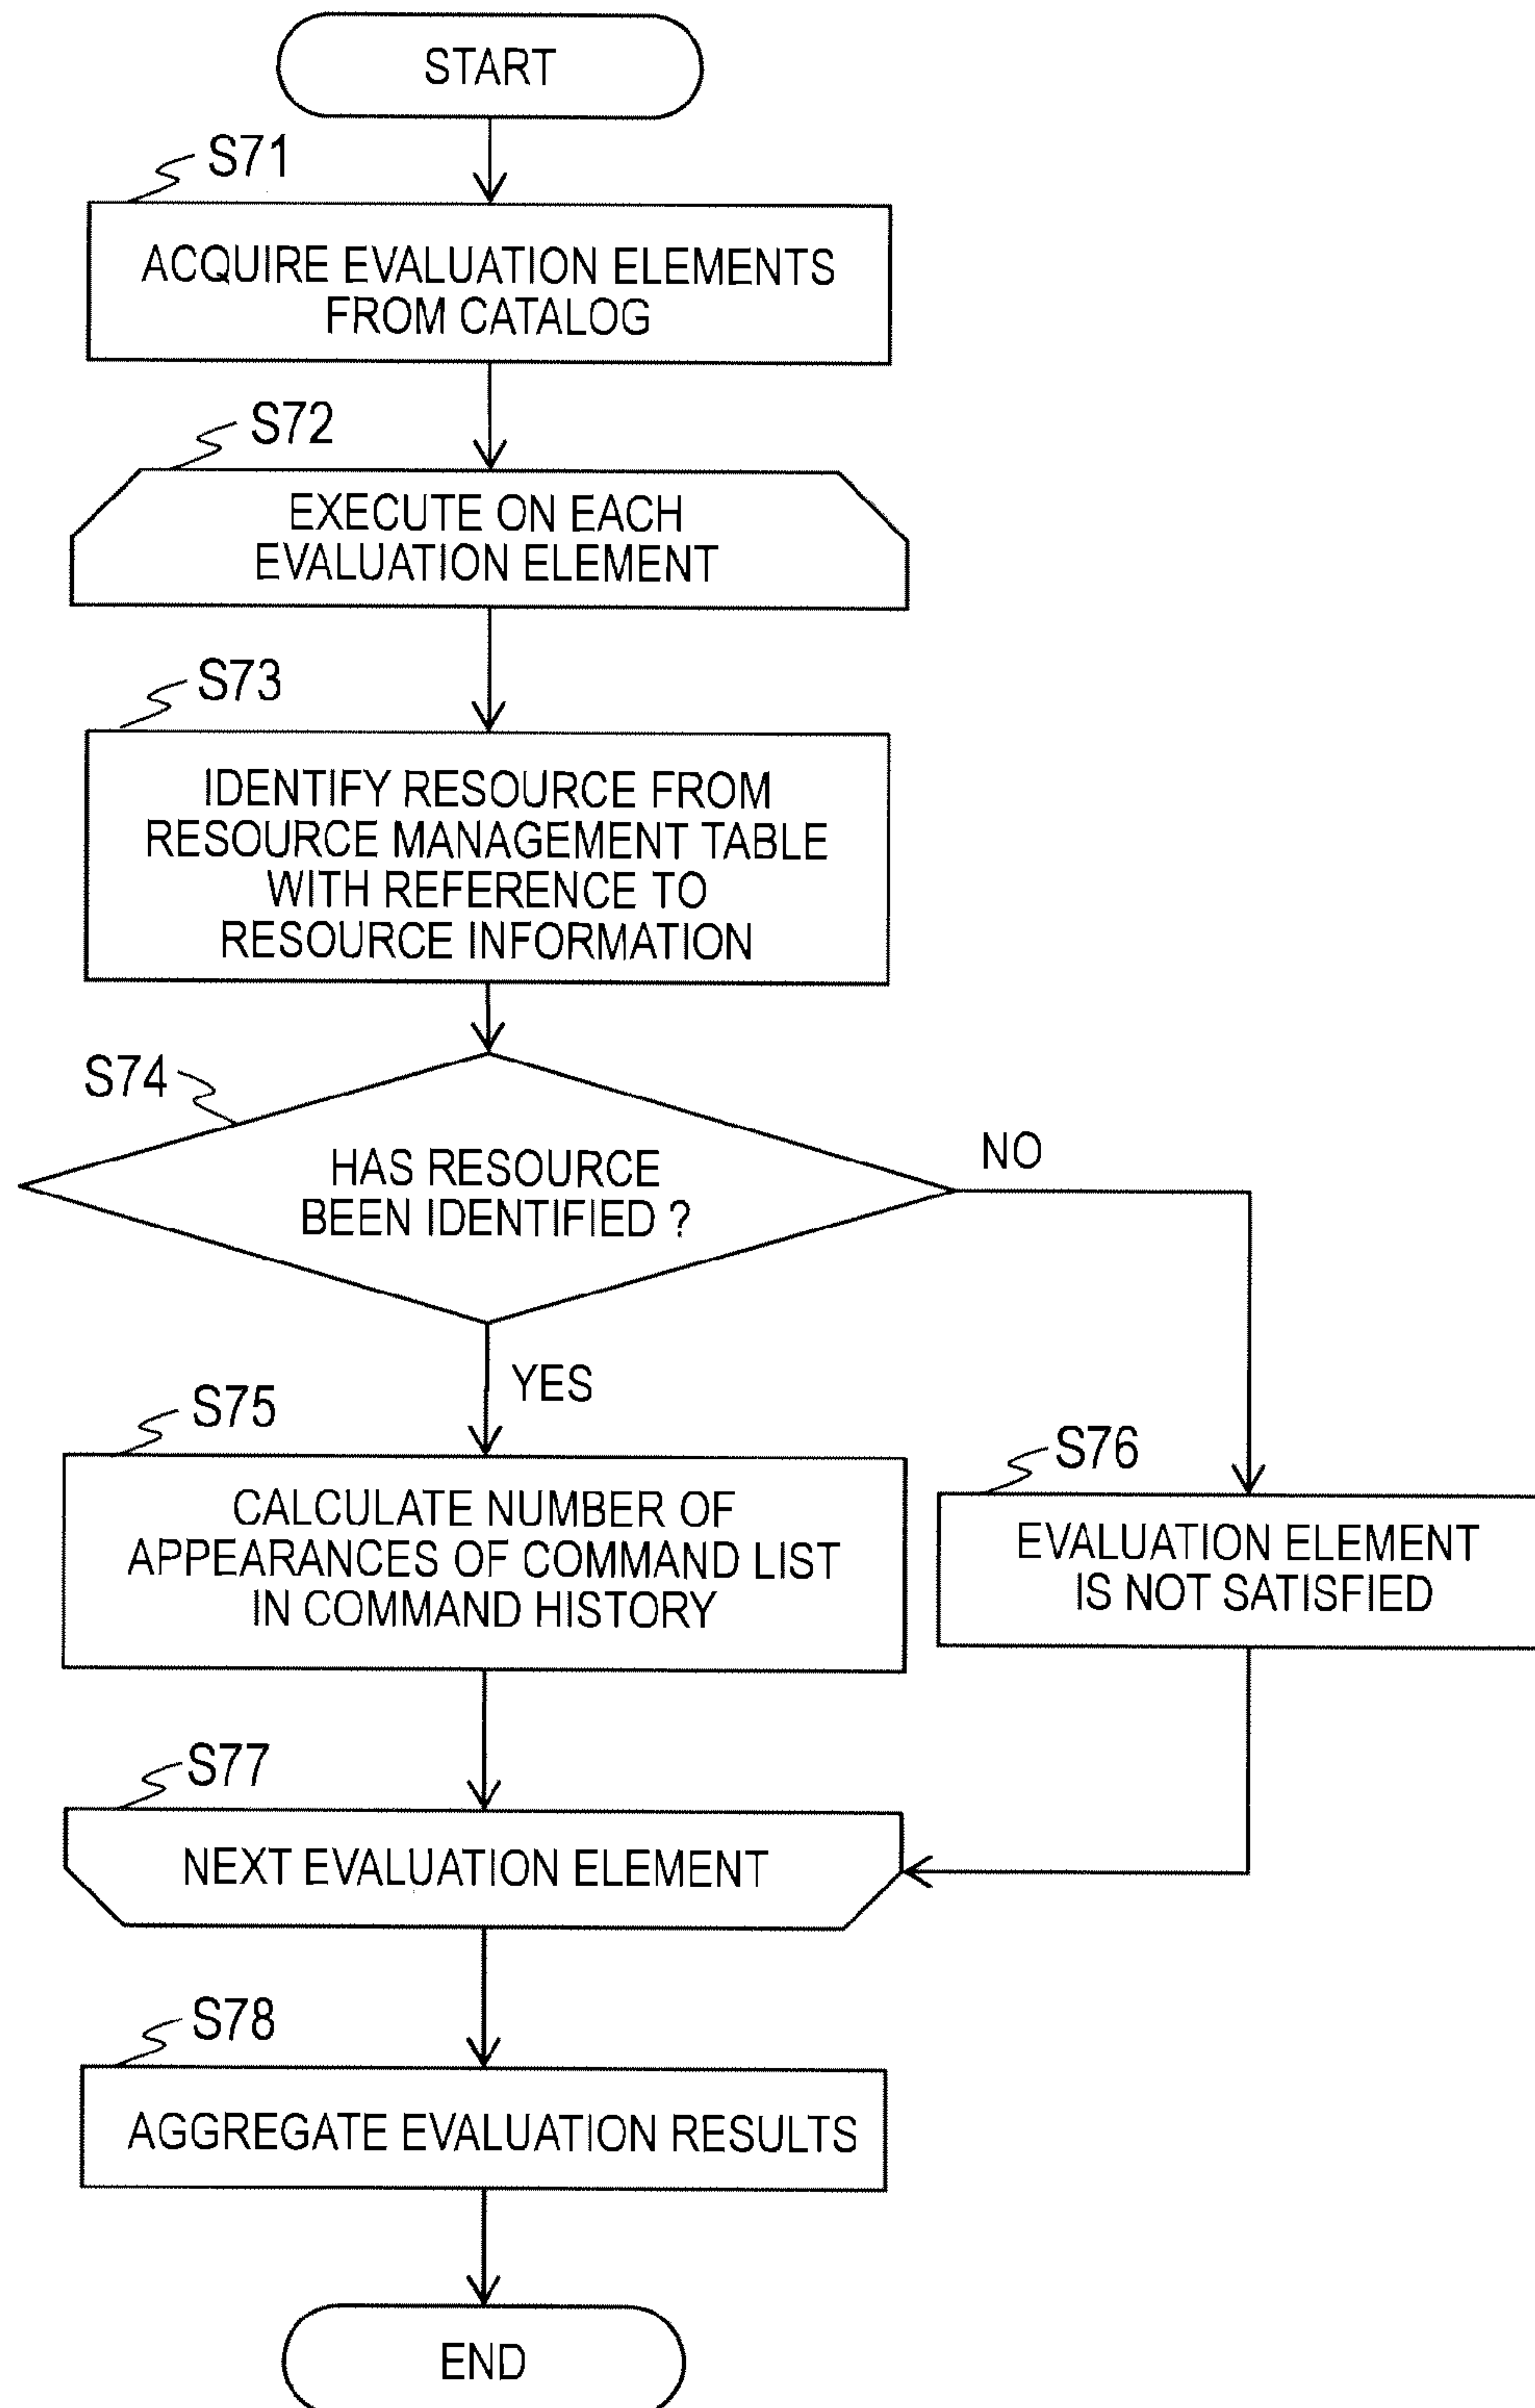 START
S71
ACQUIRE EVALUATION ELEMENTS
FROM CATALOG
S72
EXECUTE ON EACH
EVALUATION ELEMENT
S73
IDENTIFY RESOURCE FROM
RESOURCE MANAGEMENT TABLE
WITH REFERENCE TO
RESOURCE INFORMATION
S74
HAS RESOURCE
BEEN IDENTIFIED ?
NO
YES
S75
CALCULATE NUMBER OF
APPEARANCES OF COMMAND LIST
IN COMMAND HISTORY
S76
EVALUATION ELEMENT
IS NOT SATISFIED
S77
NEXT EVALUATION ELEMENT
S78
AGGREGATE EVALUATION RESULTS
END